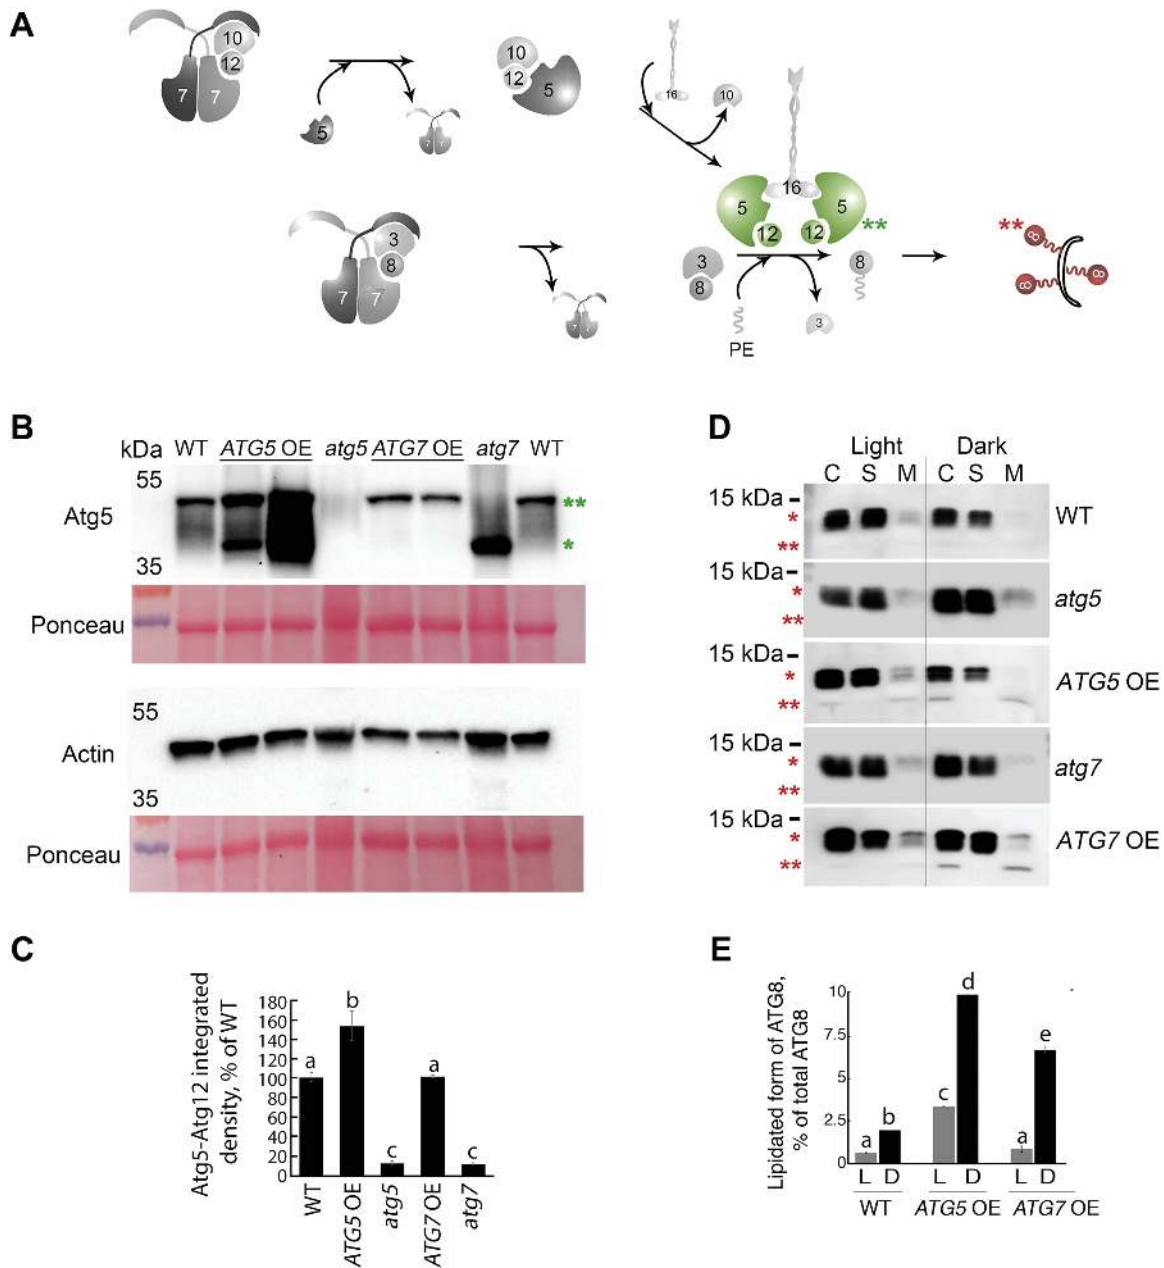 A
10
12
7 7
5
7 7
10
12
5
16
10
16
5 5
12 12
**
3
8
7 7
7 7
3
8
PE
3
8
**
8
8
8
B
kDa WT ATG5 OE atg5 ATG7 OE atg7 WT
55
Atg5
**
*
35
Ponceau
55
Actin
35
Ponceau
C
Atg5-Atg12 integrated
density, % of WT
180
160
140
120
100
80
60
40
20
0
a b c a c
WT ATG5 OE atg5 ATG7 OE atg7
D
Light Dark
C S M C S M
15 kDa
*
**
WT
15 kDa
*
**
atg5
15 kDa
*
**
ATG5 OE
15 kDa
*
**
atg7
15 kDa
*
**
ATG7 OE
E
Lipidated form of ATG8,
% of total ATG8
10
7.5
5
2.5
0
a b c d a e
L D L D L D
WT ATG5 OE ATG7 OE